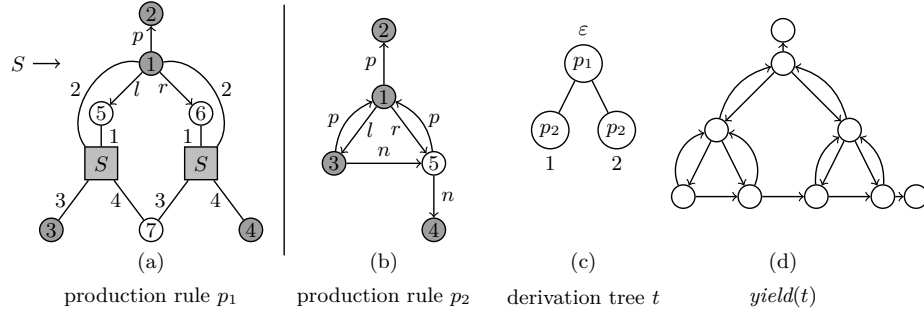 2
2
ε
p
S
1
p
p₁
2
l
r
2
1
5
6
p
l
r
p
p₂
p₂
1
1
n
S
S
3
5
1
2
3
4
3
4
n
3
7
4
4
(a)
(b)
(c)
(d)
production rule p₁
production rule p₂
derivation tree t
yield(t)